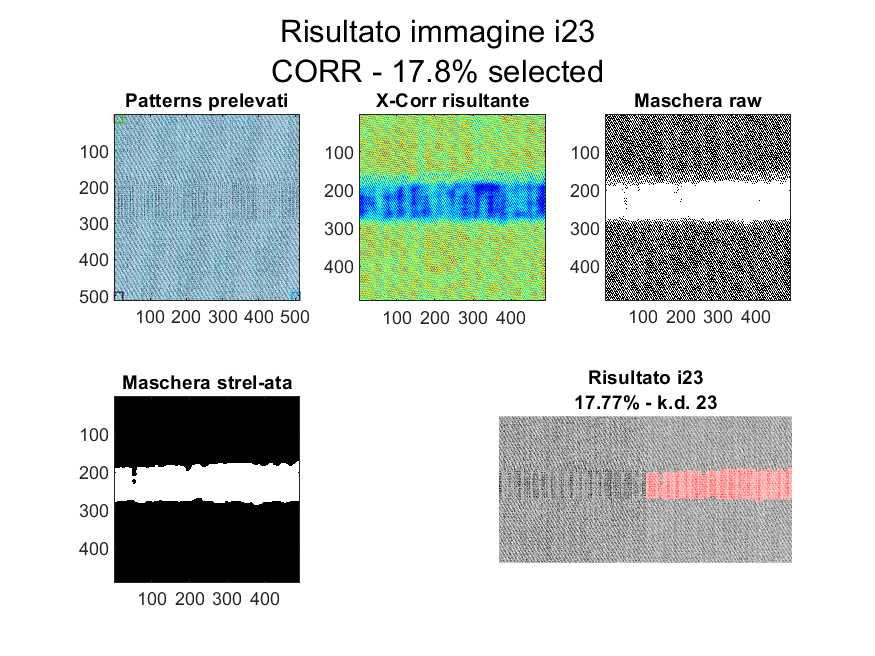 Risultato immagine i23
CORR - 17.8% selected
Patterns prelevati
100
200
300
400
500
100 200 300 400 500
X-Corr risultante
100
200
300
400
100 200 300 400
Maschera raw
100
200
300
400
100 200 300 400
Maschera strel-ata
100
200
300
400
100 200 300 400
Risultato i23
17.77% - k.d. 23